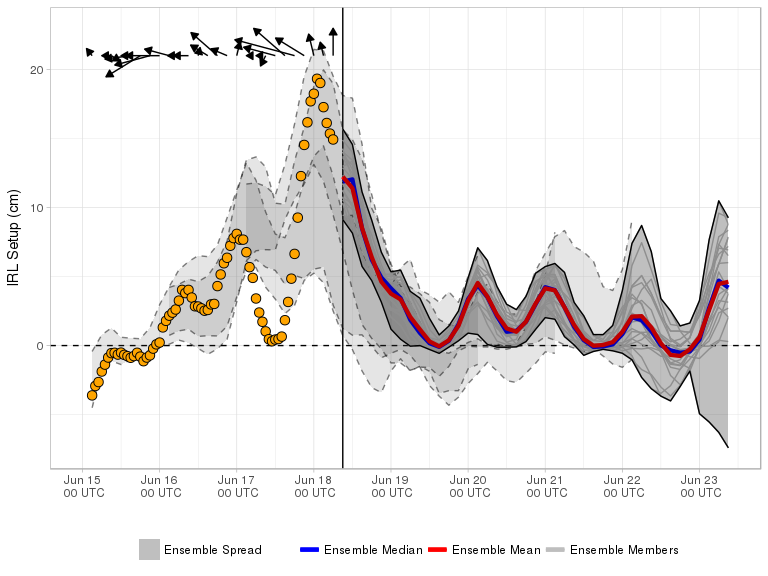 20
10
0
IRL Setup (cm)
Jun 15 Jun 16 Jun 17 Jun 18 Jun 19 Jun 20 Jun 21 Jun 22 Jun 23
00 UTC 00 UTC 00 UTC 00 UTC 00 UTC 00 UTC 00 UTC 00 UTC 00 UTC
Ensemble Spread Ensemble Median Ensemble Mean Ensemble Members